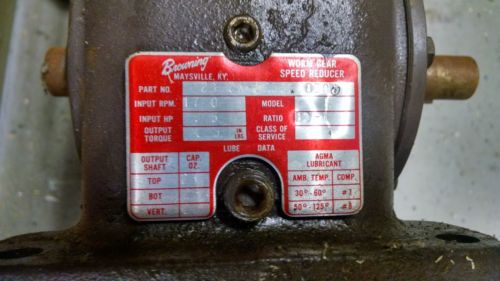 Browning
MAYSVILLE, KY.
WORM GEAR
SPEED REDUCER
PART NO.
INPUT RPM. MODEL
INPUT HP RATIO
OUTPUT TORQUE IN LBS CLASS OF SERVICE
LUBE DATA
OUTPUT SHAFT CAP. OZ.
TOP
BOT
VERT.
AGMA
LUBRICANT
AMB. TEMP. COMP.
30°-60° #7
50°-125° #8